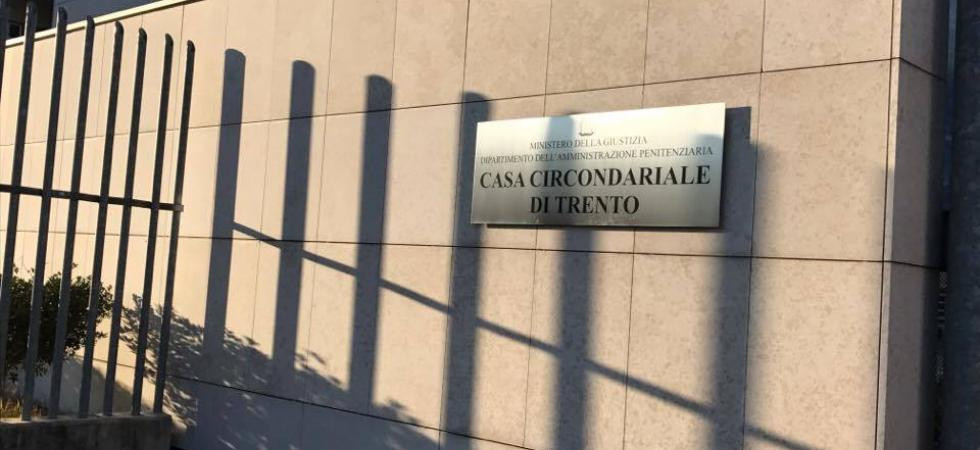 MINISTERO DELLA GIUSTIZIA
DIPARTIMENTO DELL'AMMINISTRAZIONE PENITENZIARIA
CASA CIRCONDARIALE
DI TRENTO